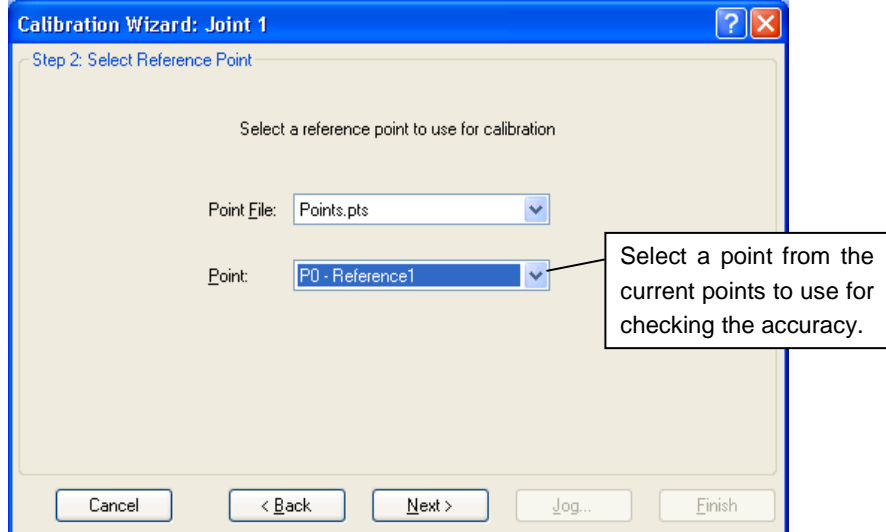 Calibration Wizard: Joint 1
Step 2: Select Reference Point
Select a reference point to use for calibration
Point File: Points.pts
Point: P0 - Reference1
Select a point from the
current points to use for
checking the accuracy.
Cancel < Back Next > Jog... Finish